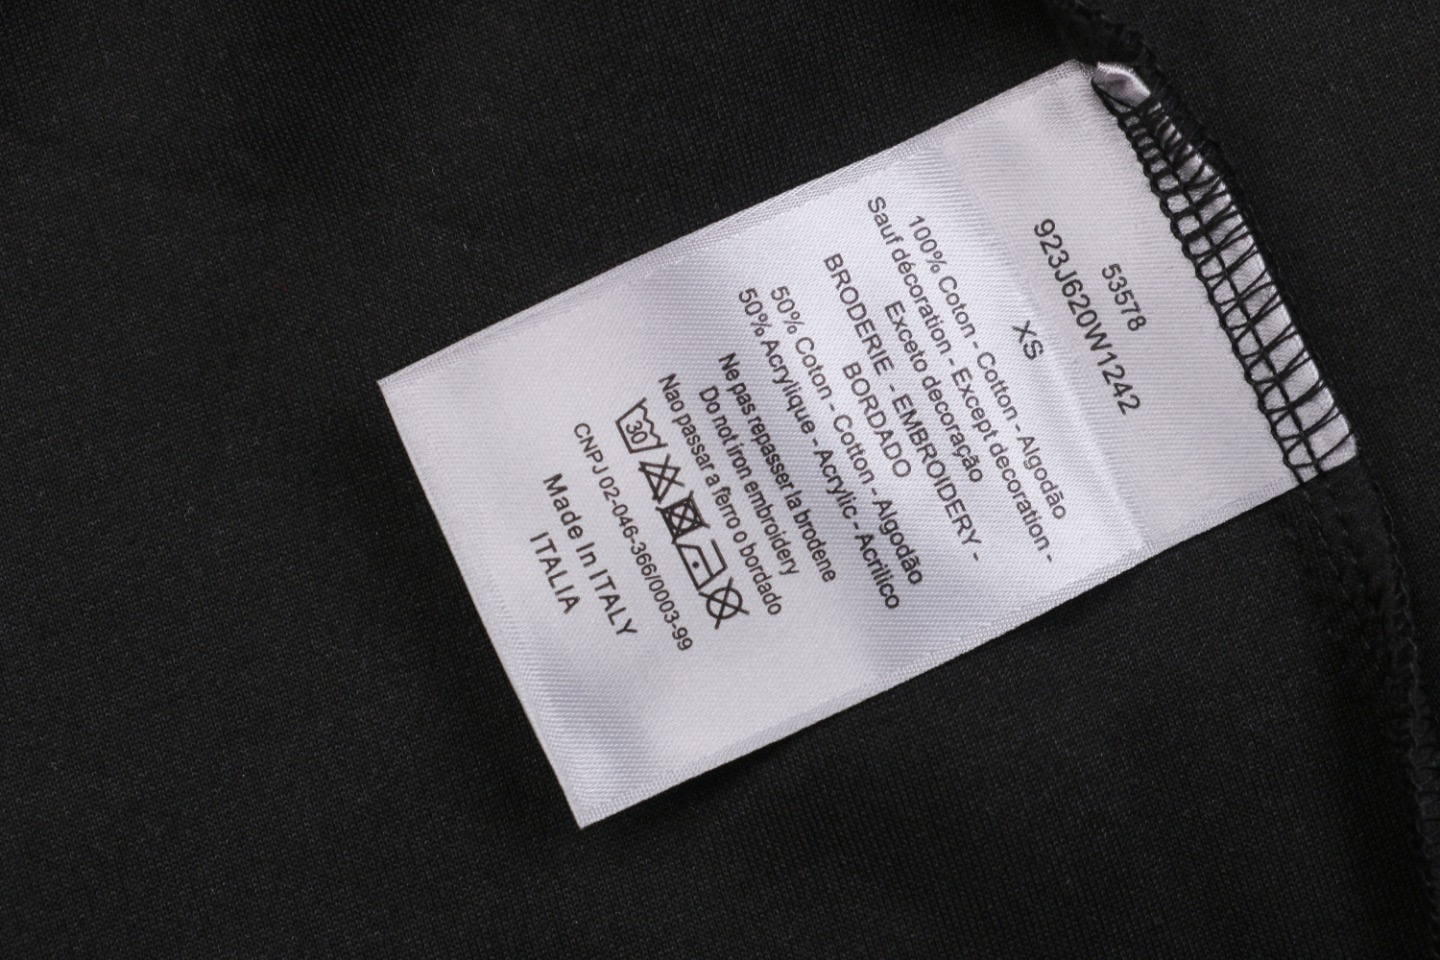 53578
923J620W1242
XS
100% Coton - Cotton - Algodão
Sauf décoration - Except decoration -
Exceto decoração
BRODERIE - EMBROIDERY -
BORDADO
50% Coton - Cotton - Algodão
50% Acrylique - Acrylic - Acrilico
Ne pas repasser la brodene
Do not iron embroidery
Nao passar a ferro o bordado
30
CNPJ 02-046-366/0003-99
Made In ITALY
ITALIA